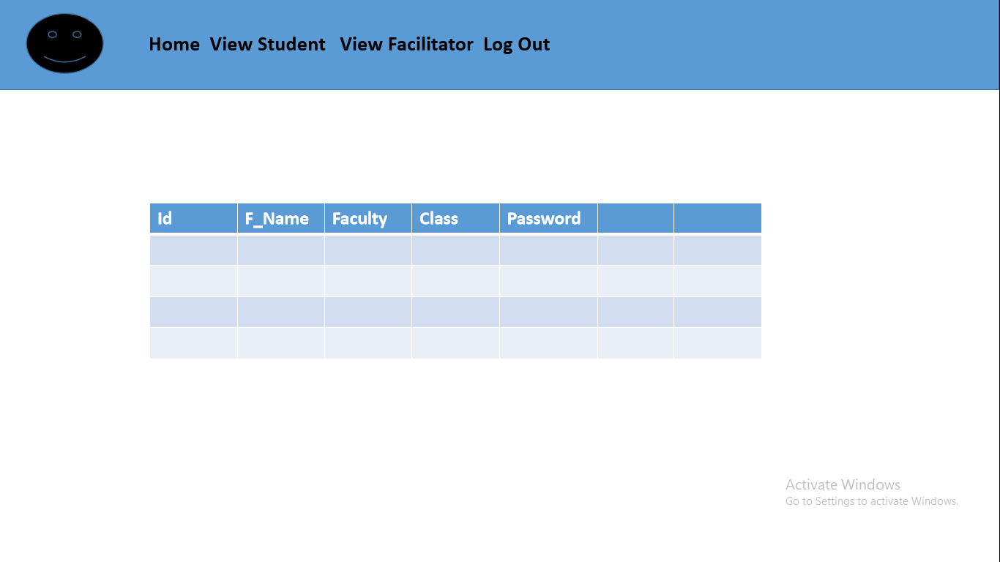 Home View Student View Facilitator Log Out
Id F_Name Faculty Class Password
Activate Windows
Go to Settings to activate Windows.